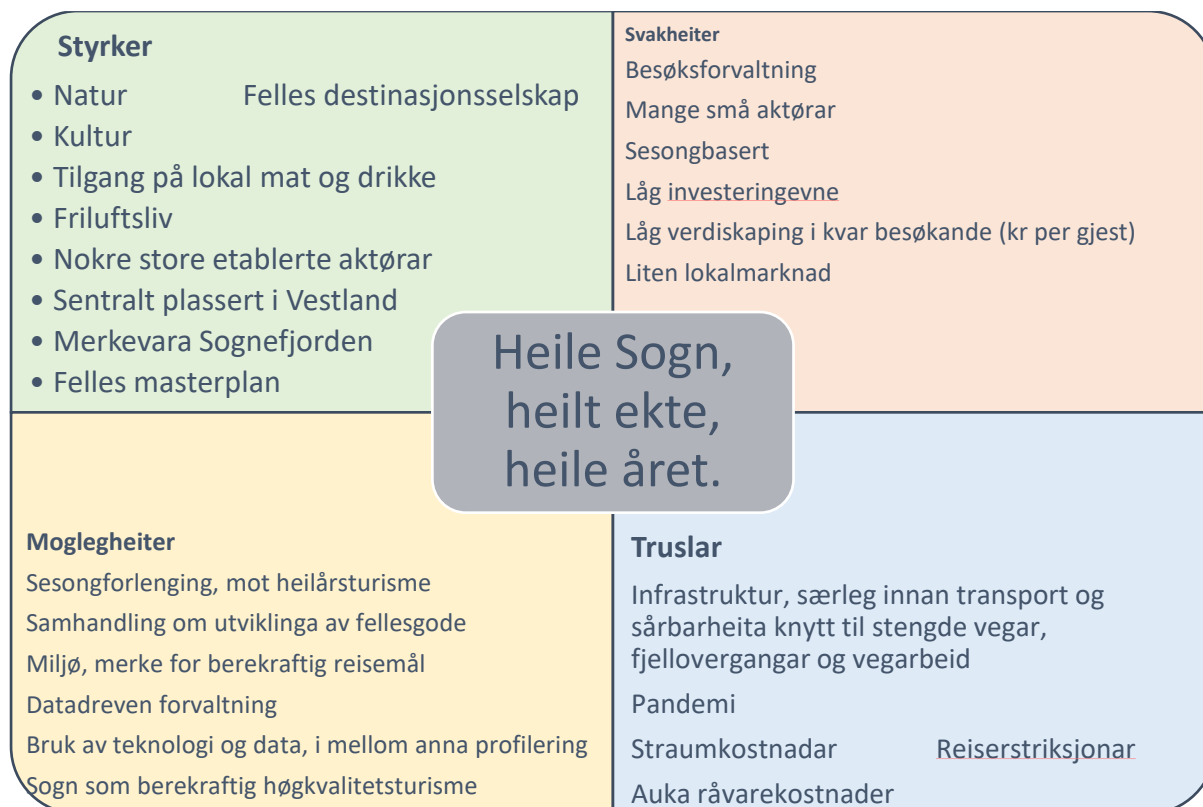 Styrker
• Natur Felles destinasjonsselskap
• Kultur
• Tilgang på lokal mat og drikke
• Friluftsliv
• Nokre store etablerte aktørar
• Sentralt plassert i Vestland
• Merkevara Sognefjorden
• Felles masterplan
Svakheiter
Besøksforvaltning
Mange små aktørar
Sesongbasert
Låg investeringevne
Låg verdiskaping i kvar besøkande (kr per gjest)
Liten lokalmarknad
Heile Sogn,
heilt ekte,
heile året.
Moglegheiter
Sesongforlenging, mot heilårsturisme
Samhandling om utviklinga av fellesgode
Miljø, merke for berekraftig reisemål
Datadreven forvaltning
Bruk av teknologi og data, i mellom anna profilering
Sogn som berekraftig høgkvalitetsturisme
Truslar
Infrastruktur, særleg innan transport og
sårbarheita knytt til stengde vegar,
fjellovergangar og vegarbeid
Pandemi
Straumkostnadar Reiserstriksjonar
Auka råvarekostnader